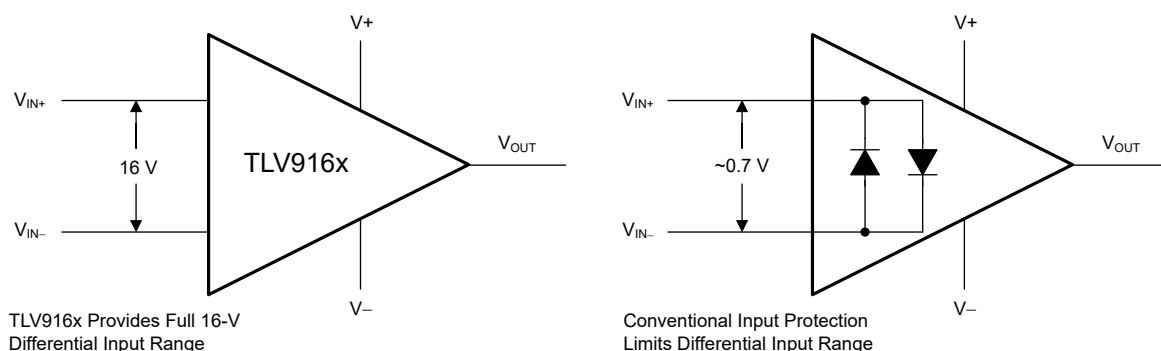 V+
V+
VIN+
VIN+
VOUT
VOUT
16 V
TLV916x
~0.7 V
VIN–
VIN–
V–
V–
TLV916x Provides Full 16-V
Differential Input Range
Conventional Input Protection
Limits Differential Input Range